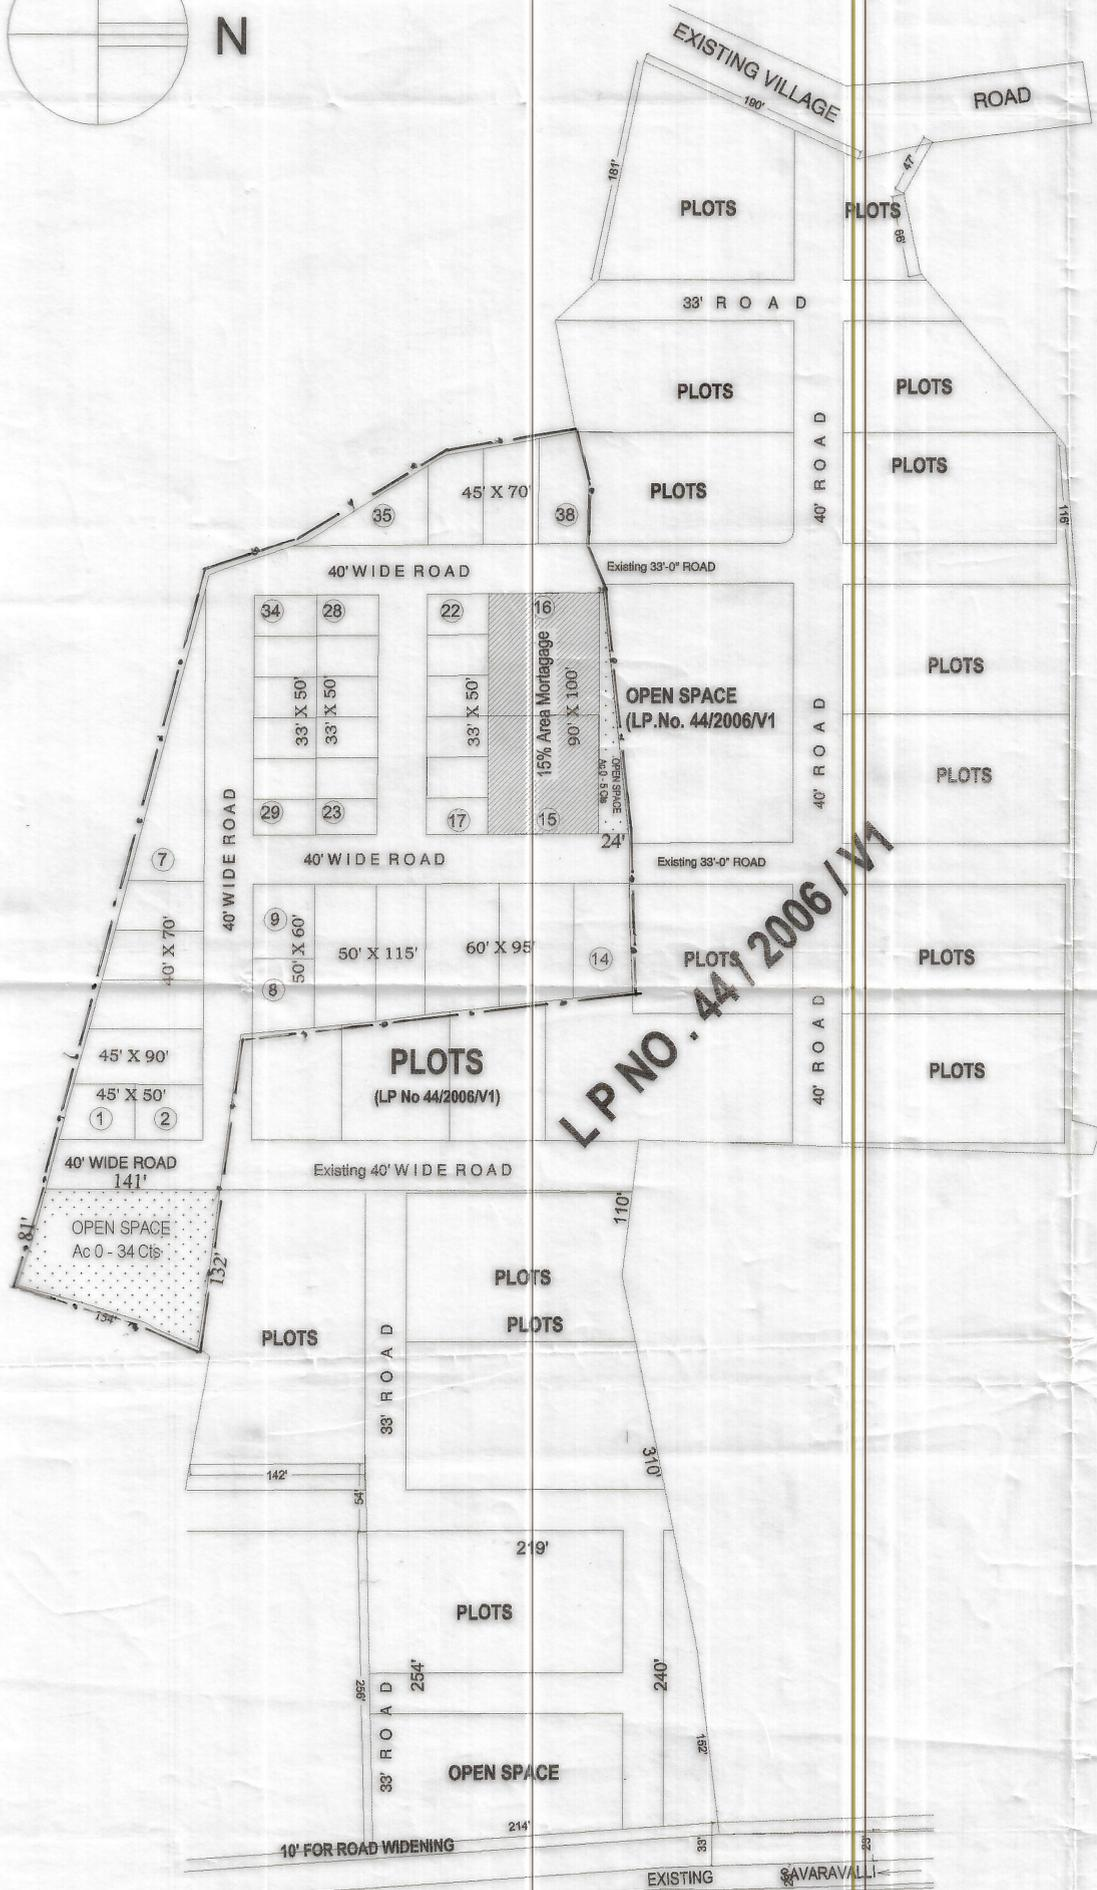 N
EXISTING VILLAGE
ROAD
190'
47'
181'
PLOTS
PLOTS
33' ROAD
PLOTS
PLOTS
40' ROAD
PLOTS
45' X 70'
PLOTS
35
38
116'
40' WIDE ROAD
Existing 33'-0" ROAD
34
28
22
16
15% Area Mortagage
90' X 100'
33' X 50'
33' X 50'
33' X 50'
PLOTS
OPEN SPACE
(LP.No. 44/2006/V1
40' ROAD
PLOTS
OPEN SPACE
Ac 0 - 5 Cts
29
23
17
15
24'
40' WIDE ROAD
7
40' WIDE ROAD
Existing 33'-0" ROAD
LP NO. 44 / 2006 / V1
9
50' X 60'
40' X 70'
50' X 115'
60' X 95'
14
PLOTS
PLOTS
8
45' X 90'
PLOTS
(LP No 44/2006/V1)
40' ROAD
PLOTS
45' X 50'
1
2
40' WIDE ROAD
141'
Existing 40' WIDE ROAD
110'
81'
OPEN SPACE
Ac 0 - 34 Cts
132'
PLOTS
PLOTS
PLOTS
33' ROAD
310'
142'
54'
219'
PLOTS
254'
240'
256'
33' ROAD
152'
OPEN SPACE
214'
10' FOR ROAD WIDENING
33'
EXISTING
SAVARAVALLI